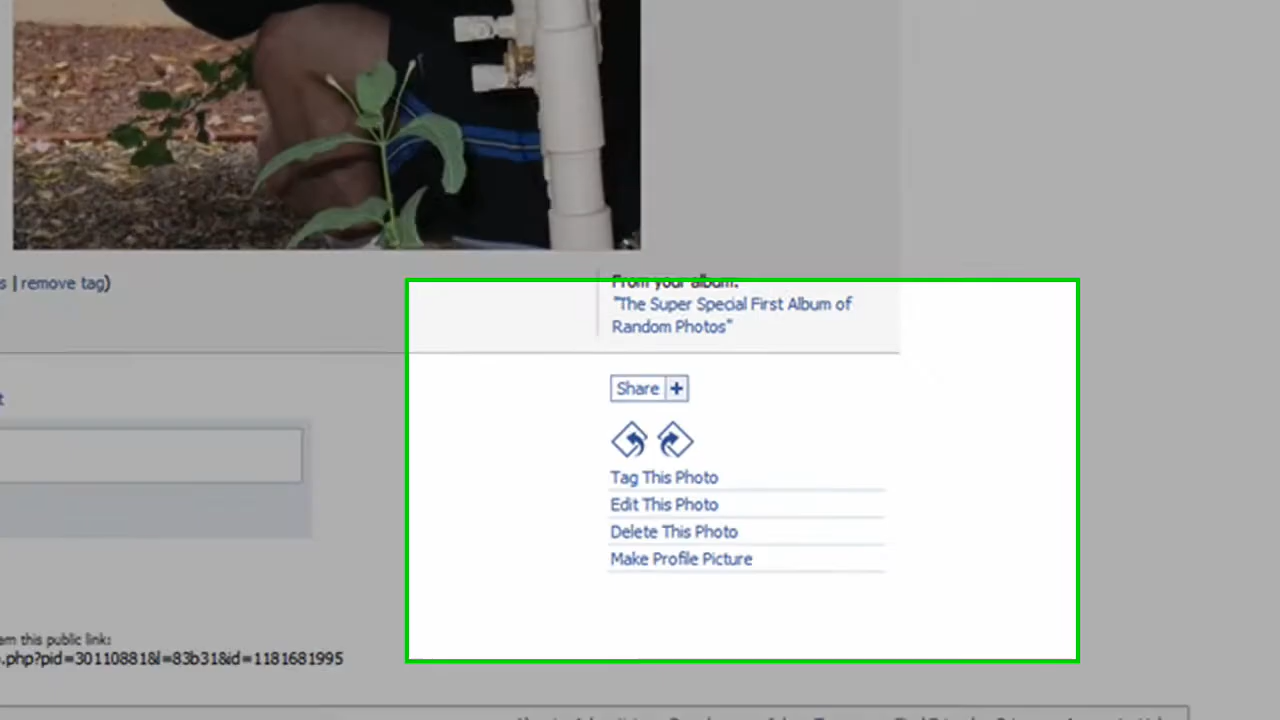 s | remove tag)
From your album:
"The Super Special First Album of
Random Photos"
t
Share +
Tag This Photo
Edit This Photo
Delete This Photo
Make Profile Picture
am this public link:
.php?pid=30110881&l=83b31&id=1181681995